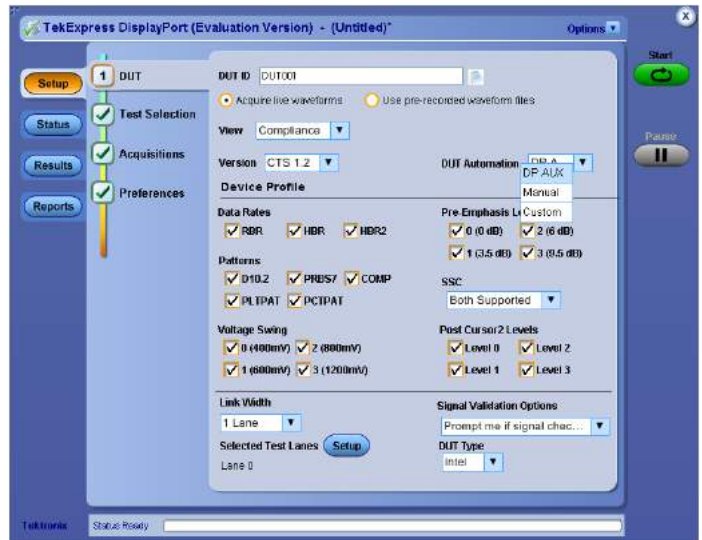 TekExpress DisplayPort (Evaluation Version) - (Untitled)*
Options
Start
Setup
1 DUT
DUT ID DUT001
Acquire live waveforms Use pre-recorded waveform files
Status
Test Selection
View Compliance
Pause
Results
Acquisitions
Version CTS 1.2
DUT Automation
DP AUX
Manual
Custom
Reports
Preferences
Device Profile
Data Rates
RBR HBR HBR2
Pre-Emphasis
0 (0 dB) 2 (6 dB)
1 (3.5 dB) 3 (9.5 dB)
Patterns
D10.2 PRBS7 COMP
PLTPAT PCTPAT
SSC
Both Supported
Voltage Swing
0 (400mV) 2 (800mV)
1 (600mV) 3 (1200mV)
Post Cursor2 Levels
Level 0 Level 2
Level 1 Level 3
Link Width
1 Lane
Signal Validation Options
Prompt me if signal chec...
Selected Test Lanes Setup
Lane 0
DUT Type
intel
Tektronix
Status Ready